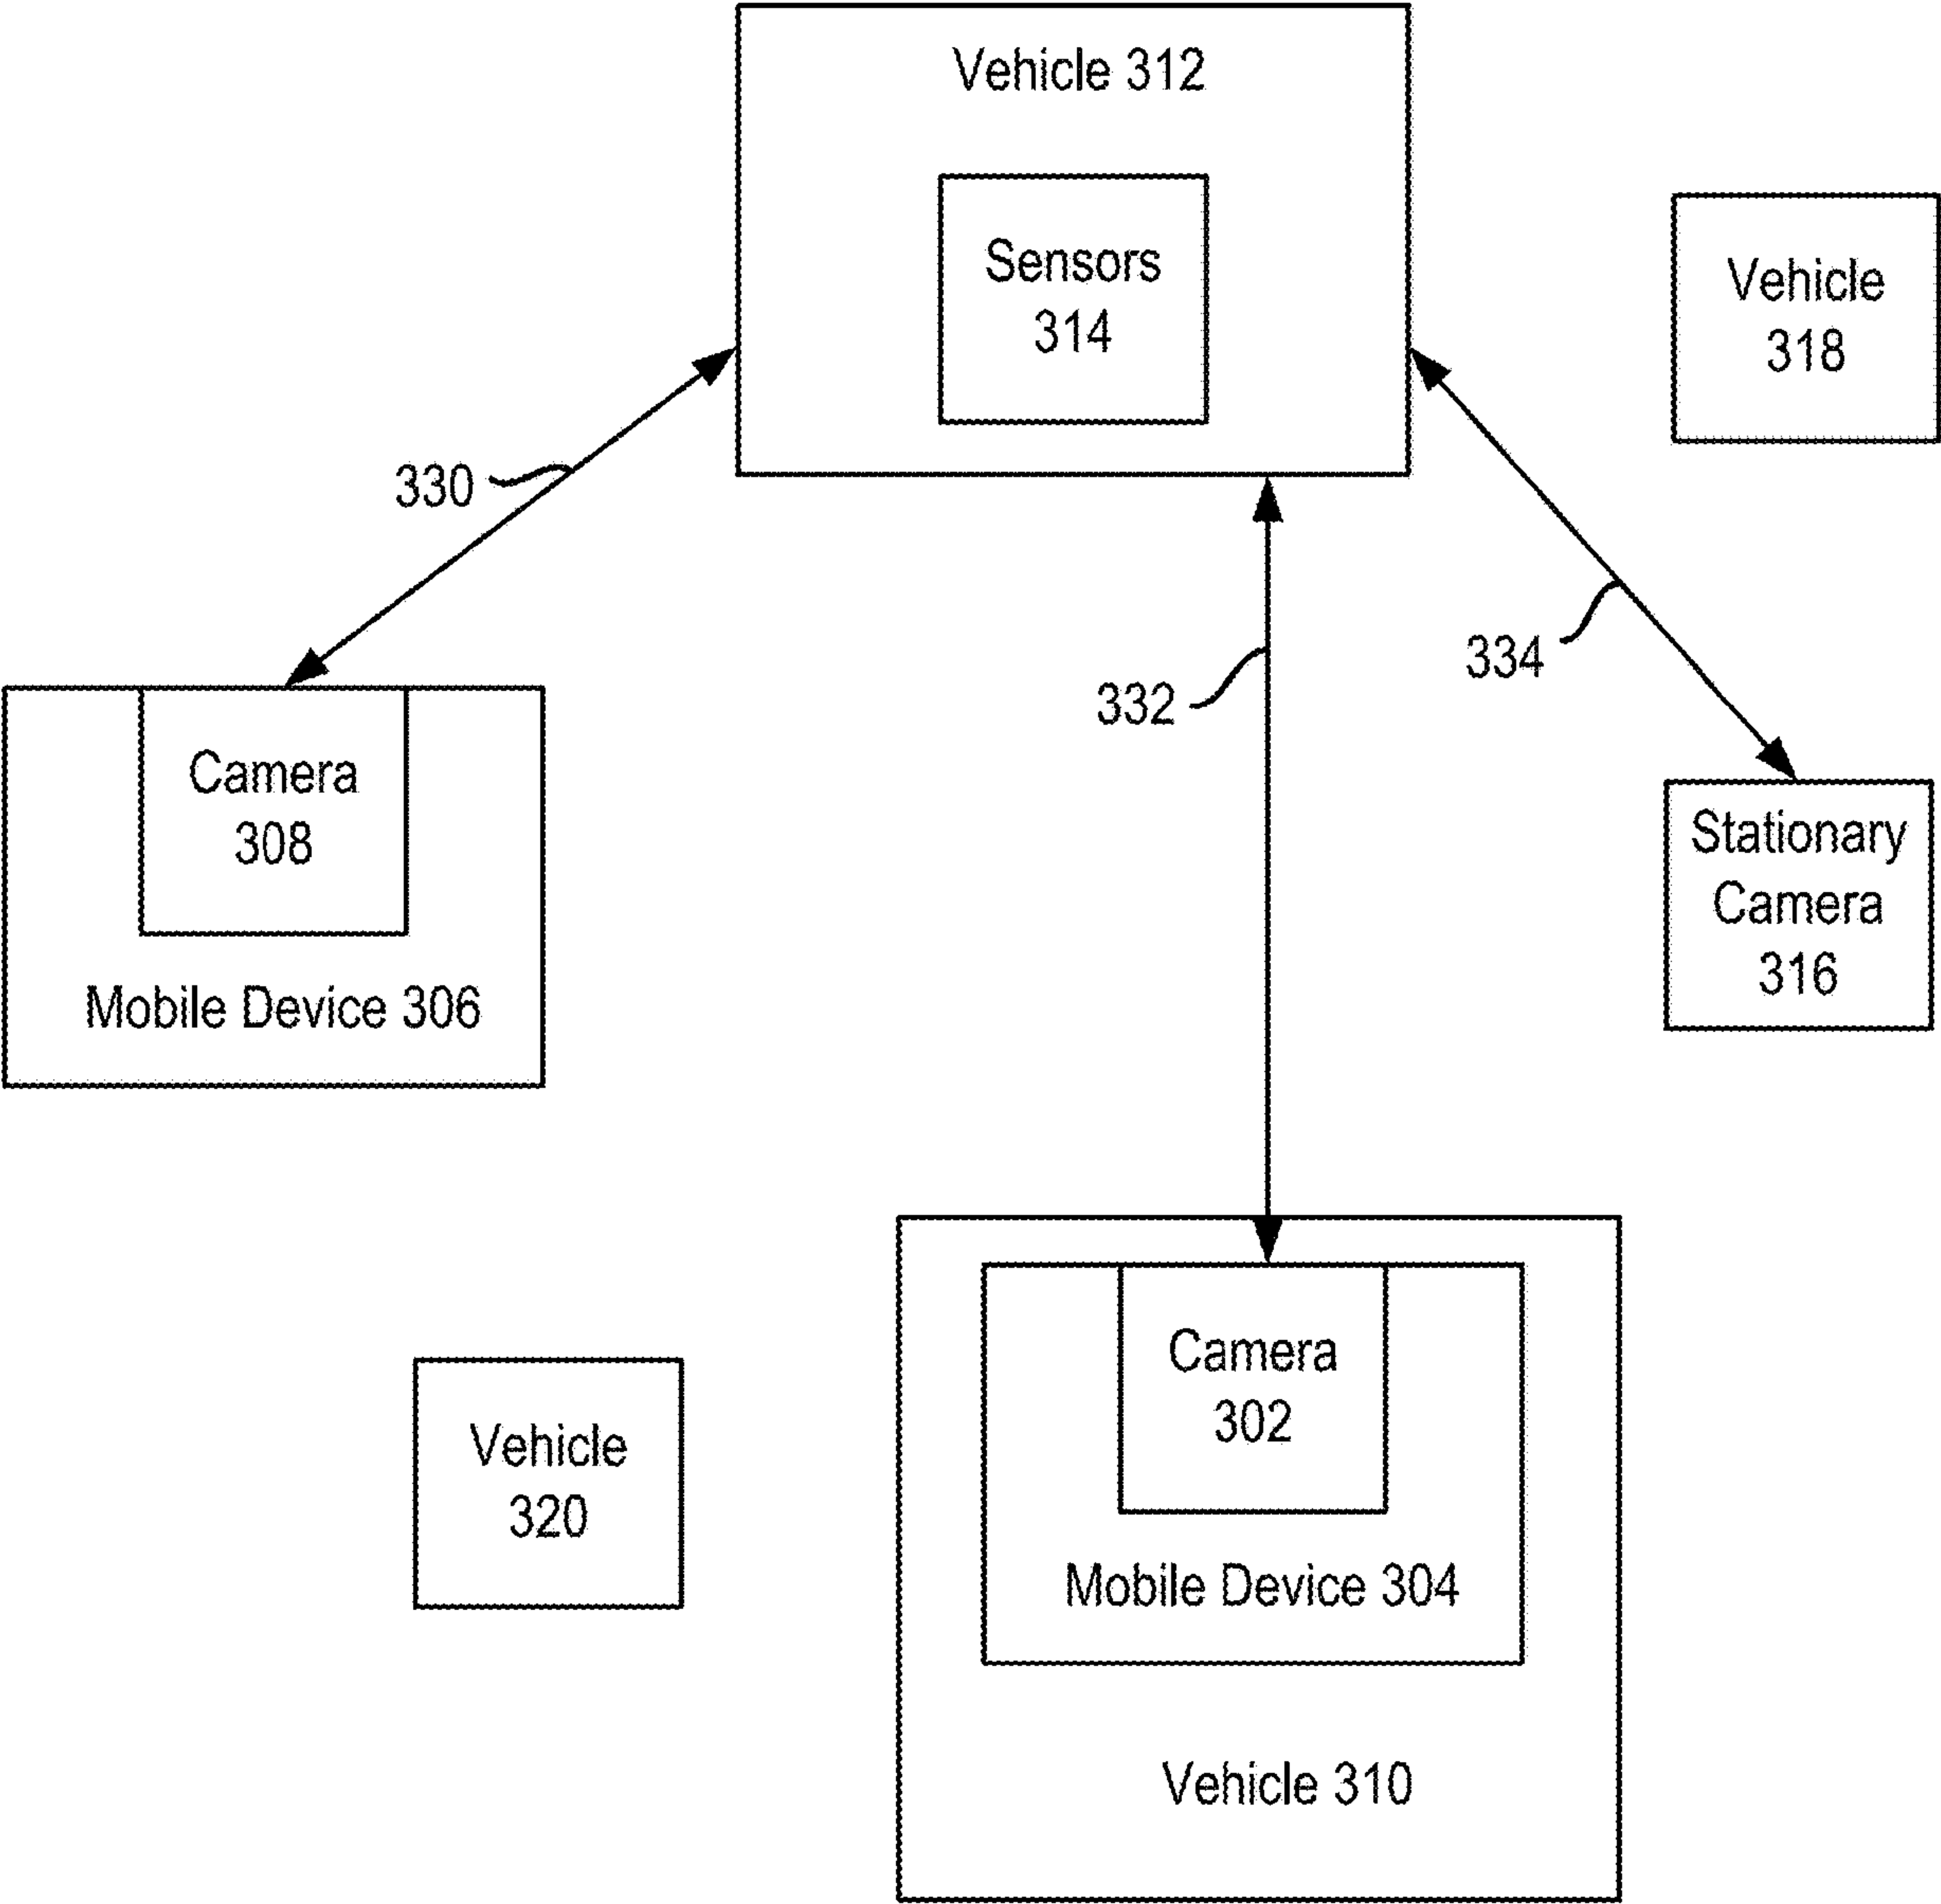 Vehicle 312
Sensors
314
Vehicle
318
330
334
332
Camera
308
Mobile Device 306
Stationary
Camera
316
Camera
302
Mobile Device 304
Vehicle 310
Vehicle
320